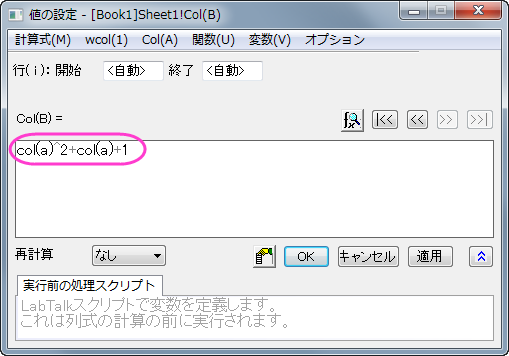 値の設定 - [Book1]Sheet1!Col(B)
計算式(M) wcol(1) Col(A) 関数(U) 変数(V) オプション
行(i): 開始 <自動> 終了 <自動>
Col(B) =
col(a)^2+col(a)+1
再計算 なし OK キャンセル 適用
実行前の処理スクリプト
LabTalkスクリプトで変数を定義します。
これは列式の計算の前に実行されます。